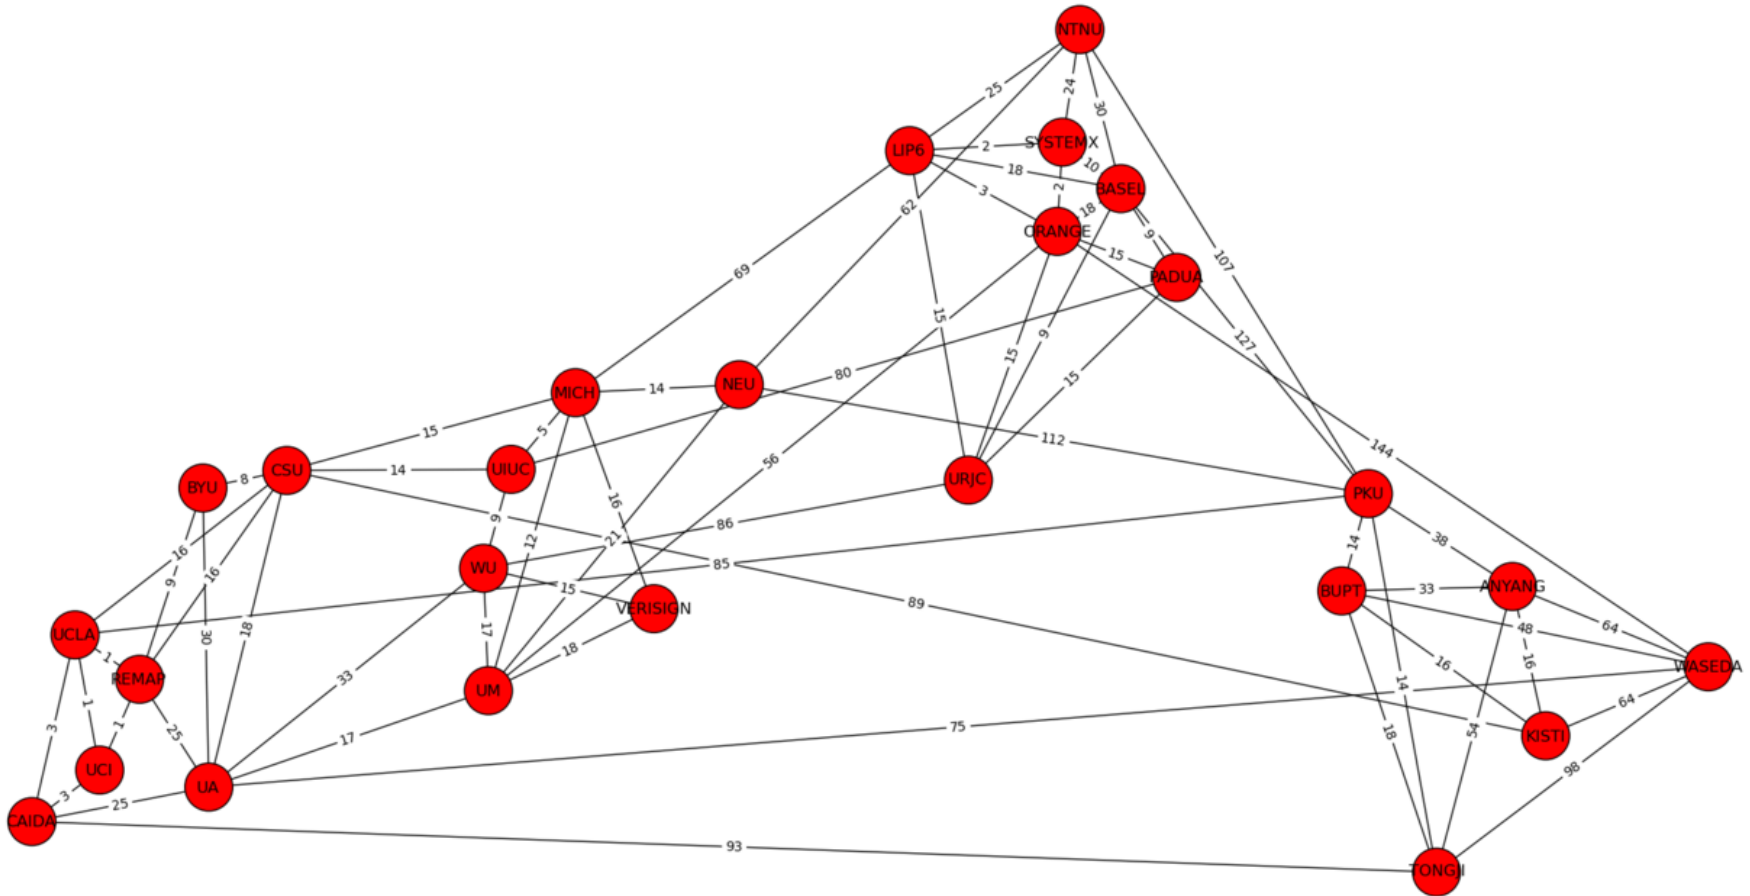 NTNU
25
24
30
LIP6
2
SYSTEMX
10
18
BASEL
3
2
18
62
ORANGE
9
15
107
PADUA
69
15
127
15
9
80
15
MICH
14
NEU
5
15
112
144
56
CSU
14
UIUC
BYU
8
URJC
PKU
16
9
86
21
12
38
14
16
85
WU
15
16
9
BUPT
33
ANYANG
89
VERISIGN
30
18
17
48
64
UCLA
18
1
16
16
WASEDA
REMAP
33
14
UM
1
64
1
3
25
75
54
18
KISTI
17
UCI
98
UA
3
25
CAIDA
93
TONGJI